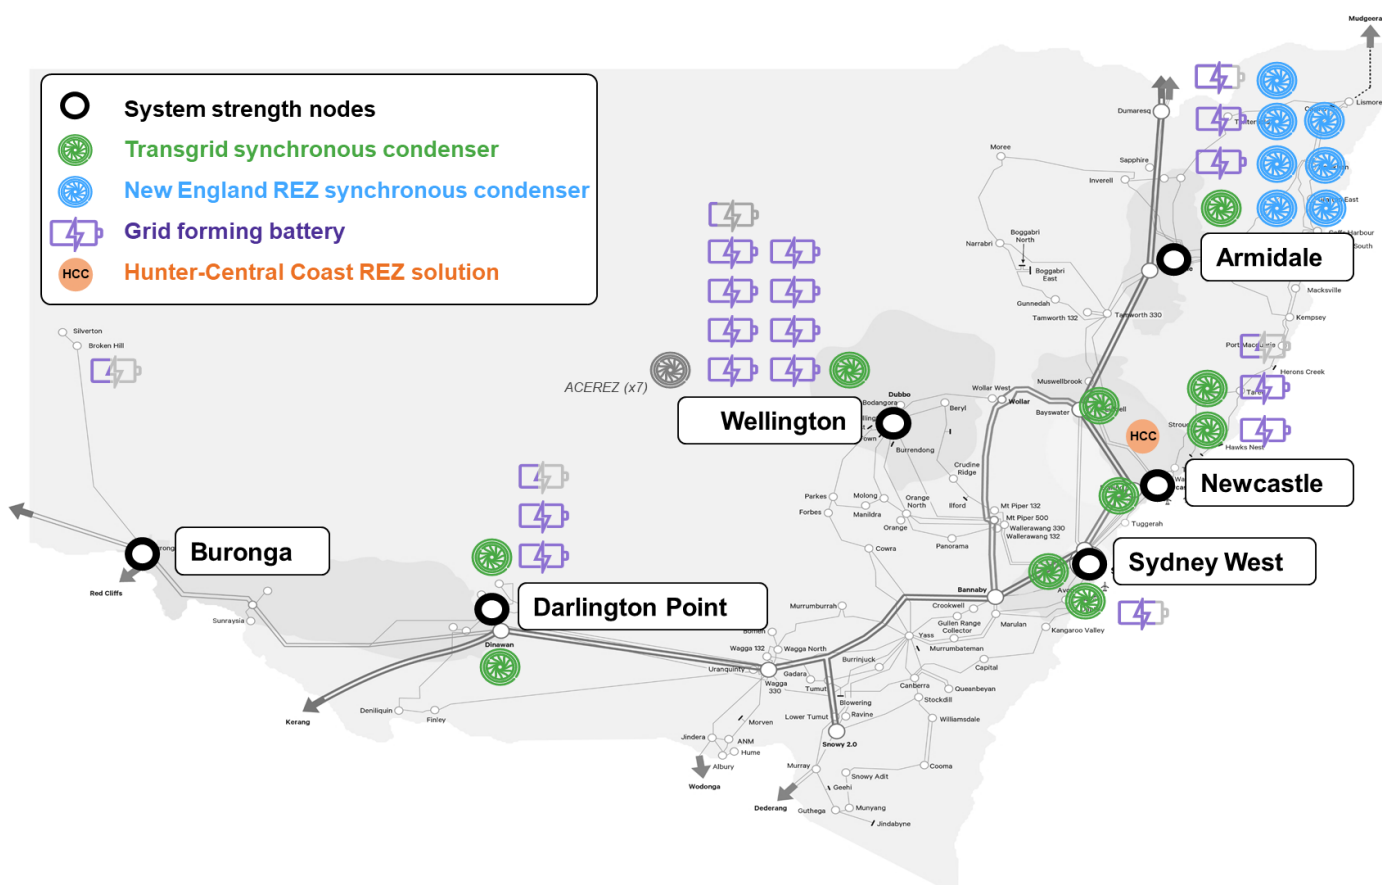 Mudgeera
System strength nodes
Transgrid synchronous condenser
New England REZ synchronous condenser
Grid forming battery
HCC
Hunter-Central Coast REZ solution
Lismore
Dumaresq
Moree
Sapphire
Inverell
Boggabri
North
Narrabri
Boggabri
East
Gunnedah
Tamworth 132
Tamworth 330
Armidale
Harbour
South
Macksville
Kempsey
Port Macquarie
Herons Creek
Silverton
Broken Hill
ACEREZ (x7)
Wellington
Dubbo
Bodangora
Beryl
Wollar West
Wollar
Muswellbrook
Bayswater
HCC
Hawks Nest
Burrendong
Crudine
Ridge
Newcastle
Parkes
Forbes
Molong
Manildra
Orange
North
Orange
Ilford
Mt Piper 132
Mt Piper 500
Wallerawang 330
Wallerawang 132
Panorama
Tuggerah
Cowra
Buronga
Red Cliffs
Sunraysia
Sydney West
Bannaby
Darlington Point
Dinawan
Murrumburrah
Crookwell
Gullen Range
Collector
Marulan
Kangaroo Valley
Yass
Murrumbateman
Wagga 132
Wagga North
Uranquinty
Wagga
330
Gadara
Tumut
Burrinjuck
Capital
Canberra
Queanbeyan
Stockdill
Blowering
Ravine
Lower Tumut
Williamsdale
Snowy 2.0
Kerang
Deniliquin
Finley
Morven
Jindera
ANM
Hume
Albury
Wodonga
Murray
Snowy Adit
Cooma
Geehi
Dederang
Guthega
Munyang
Jindabyne